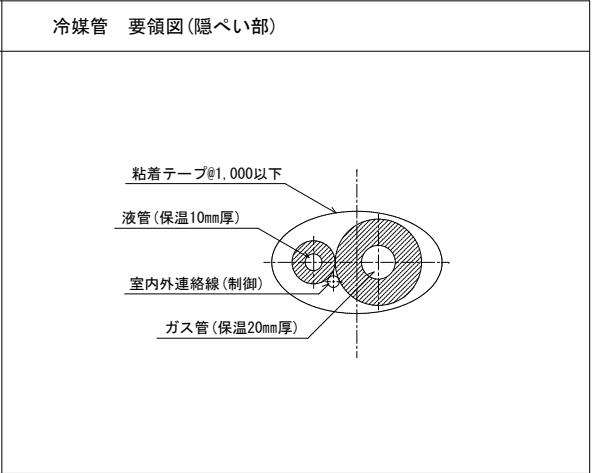 冷媒管　要領図(隠ぺい部)
粘着テープ@1,000以下
液管(保温10mm厚)
室内外連絡線(制御)
ガス管(保温20mm厚)